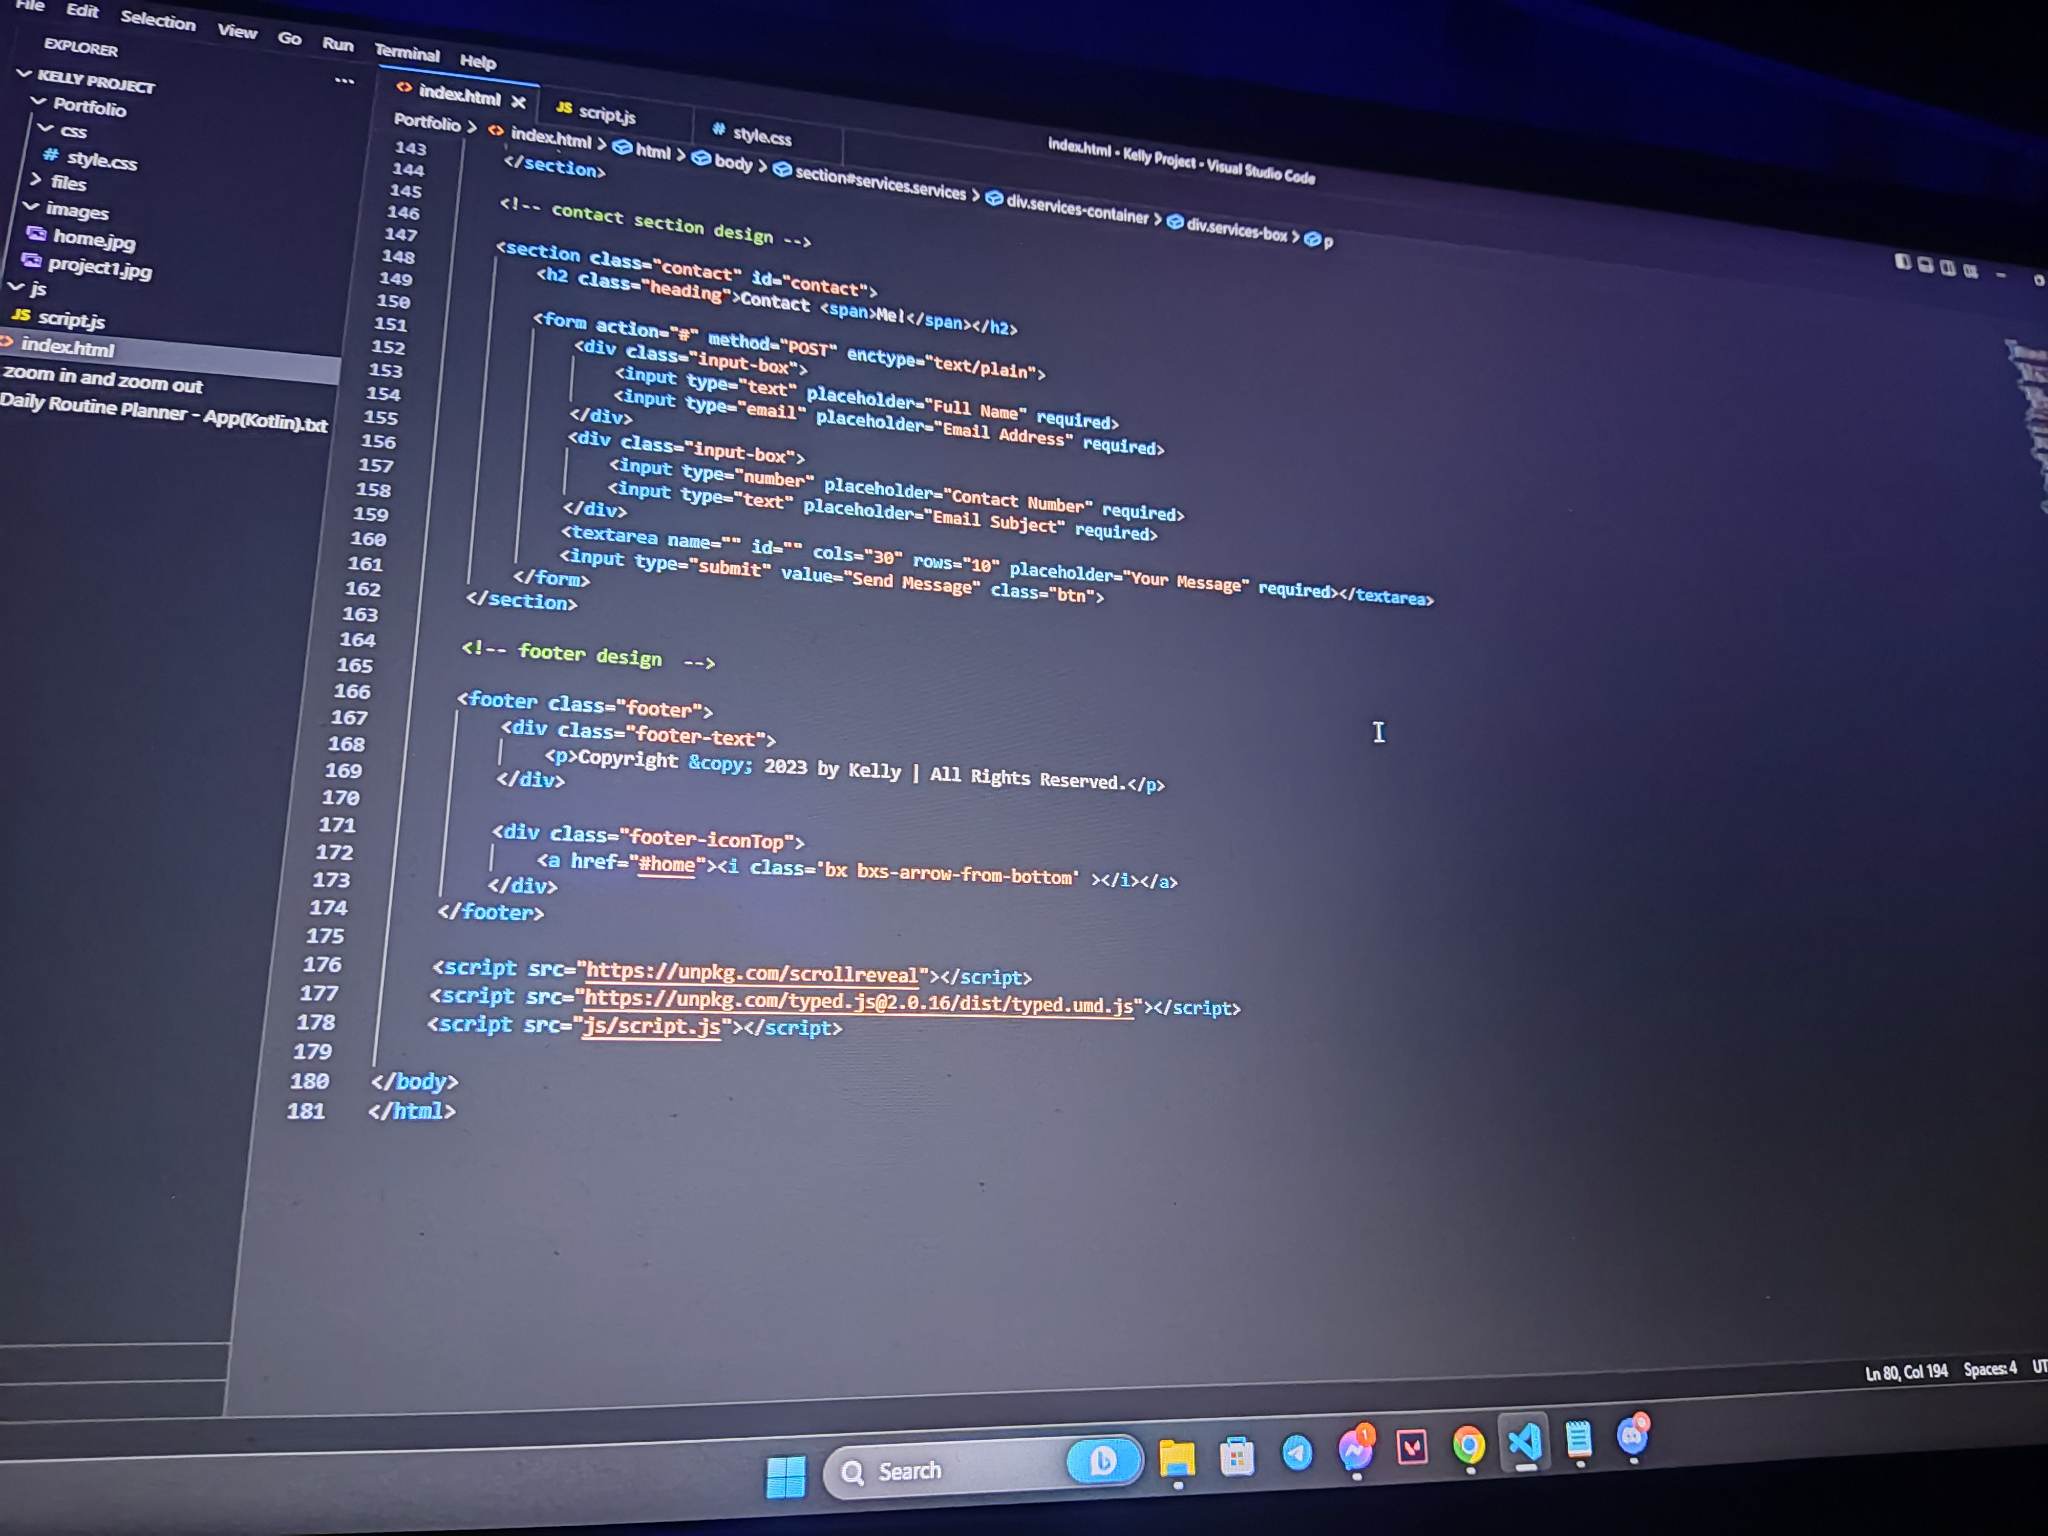 File Edit Selection View Go Run Terminal Help
index.html - Kelly Project - Visual Studio Code
EXPLORER
KELLY PROJECT
Portfolio
css
# style.css
files
images
home.jpg
project1.jpg
js
JS script.js
<> index.html
zoom in and zoom out
Daily Routine Planner - App(Kotlin).txt
<> index.html
JS script.js
# style.css
Portfolio > <> index.html > html > body > section#services.services > div.services-container > div.services-box > p
143
144 </section>
145
146 <!-- contact section design -->
147
148 <section class="contact" id="contact">
149 <h2 class="heading">Contact <span>Me!</span></h2>
150
151 <form action="#" method="POST" enctype="text/plain">
152 <div class="input-box">
153 <input type="text" placeholder="Full Name" required>
154 <input type="email" placeholder="Email Address" required>
155 </div>
156 <div class="input-box">
157 <input type="number" placeholder="Contact Number" required>
158 <input type="text" placeholder="Email Subject" required>
159 </div>
160 <textarea name="" id="" cols="30" rows="10" placeholder="Your Message" required></textarea>
161 <input type="submit" value="Send Message" class="btn">
162 </form>
163 </section>
164
165 <!-- footer design  -->
166
167 <footer class="footer">
168 <div class="footer-text">
169 <p>Copyright &copy; 2023 by Kelly | All Rights Reserved.</p>
170 </div>
171
172 <div class="footer-iconTop">
173 <a href="#home"><i class='bx bxs-arrow-from-bottom' ></i></a>
174 </div>
175 </footer>
176
177 <script src="https://unpkg.com/scrollreveal"></script>
178 <script src="https://unpkg.com/typed.js@2.0.16/dist/typed.umd.js"></script>
179 <script src="js/script.js"></script>
180 </body>
181 </html>
Ln 80, Col 194 Spaces: 4 UT
Search
1